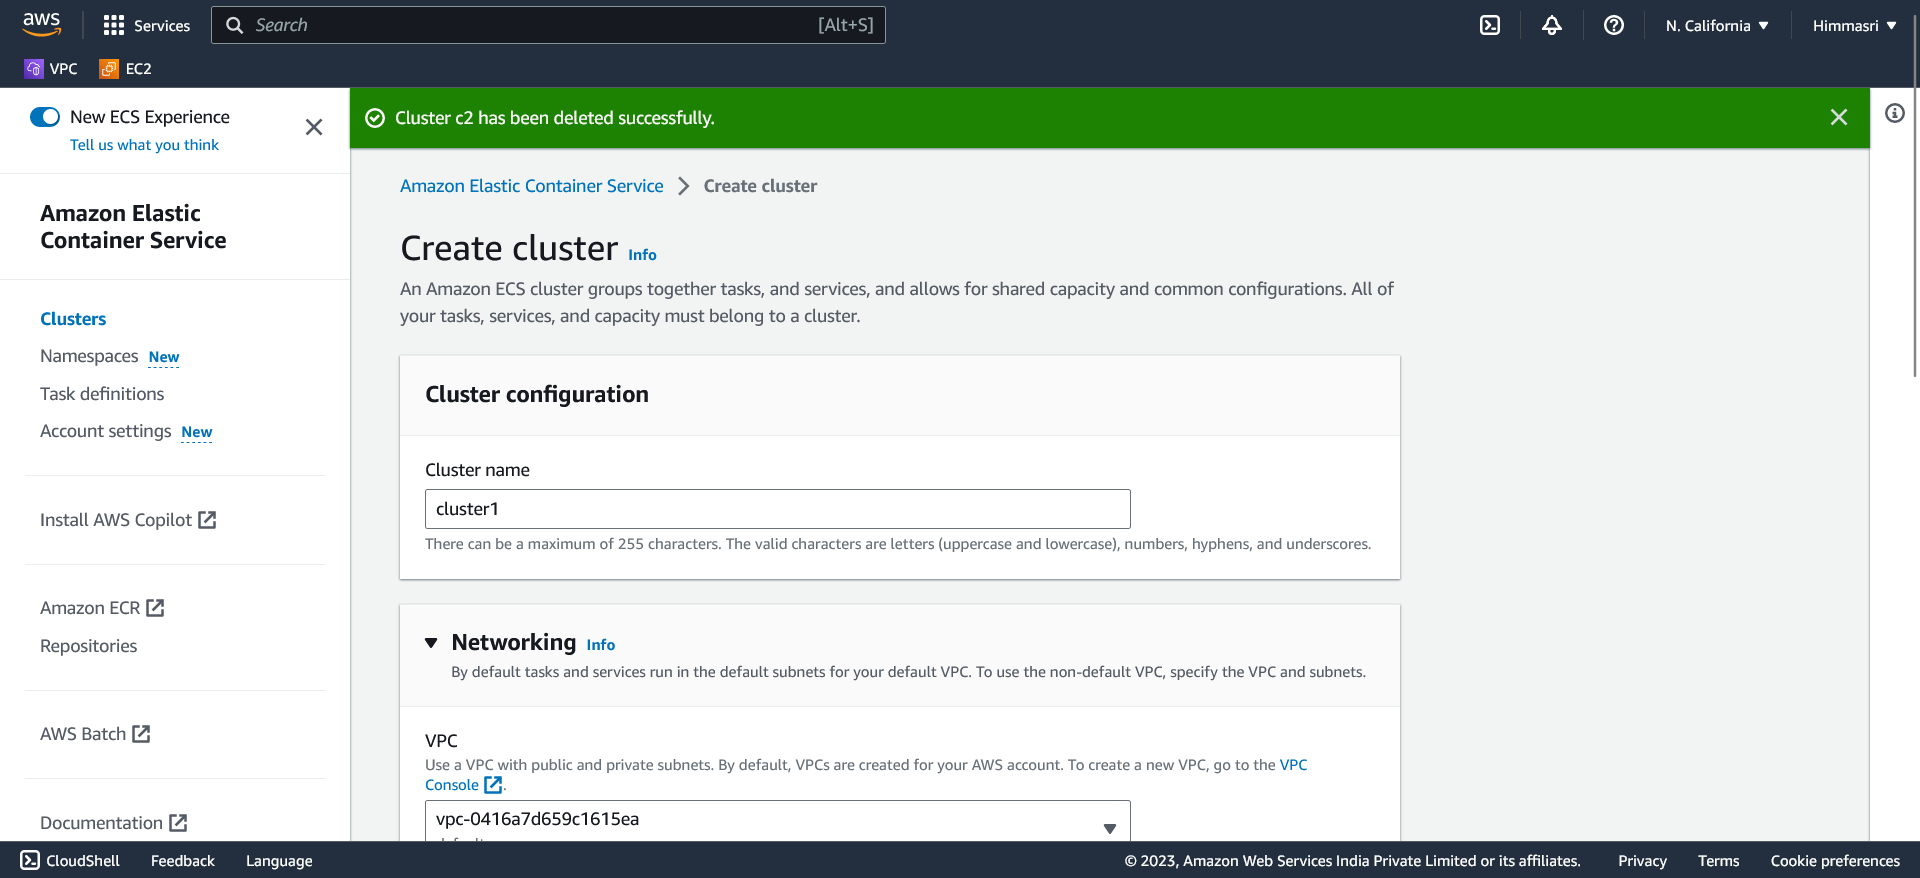 aws
Services
Search
[Alt+S]
N. California
Himmasri
VPC
EC2
New ECS Experience
Tell us what you think
Amazon Elastic
Container Service
Clusters
Namespaces New
Task definitions
Account settings New
Install AWS Copilot
Amazon ECR
Repositories
AWS Batch
Documentation
Cluster c2 has been deleted successfully.
Amazon Elastic Container Service
Create cluster
Create cluster Info
An Amazon ECS cluster groups together tasks, and services, and allows for shared capacity and common configurations. All of
your tasks, services, and capacity must belong to a cluster.
Cluster configuration
Cluster name
cluster1
There can be a maximum of 255 characters. The valid characters are letters (uppercase and lowercase), numbers, hyphens, and underscores.
Networking Info
By default tasks and services run in the default subnets for your default VPC. To use the non-default VPC, specify the VPC and subnets.
VPC
Use a VPC with public and private subnets. By default, VPCs are created for your AWS account. To create a new VPC, go to the VPC
Console .
vpc-0416a7d659c1615ea
CloudShell
Feedback
Language
© 2023, Amazon Web Services India Private Limited or its affiliates.
Privacy
Terms
Cookie preferences